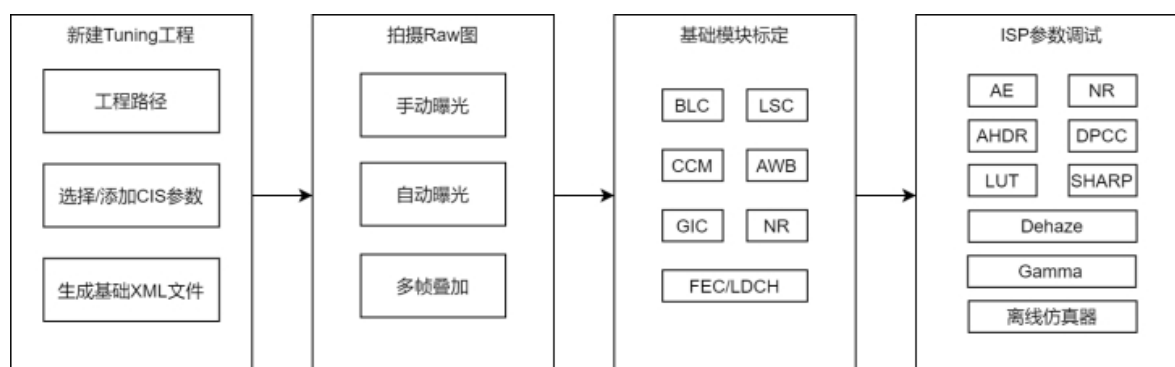 新建Tuning工程
工程路径
选择/添加CIS参数
生成基础XML文件
拍摄Raw图
手动曝光
自动曝光
多帧叠加
基础模块标定
BLC LSC
CCM AWB
GIC NR
FEC/LDCH
ISP参数调试
AE NR
AHDR DPCC
LUT SHARP
Dehaze
Gamma
离线仿真器